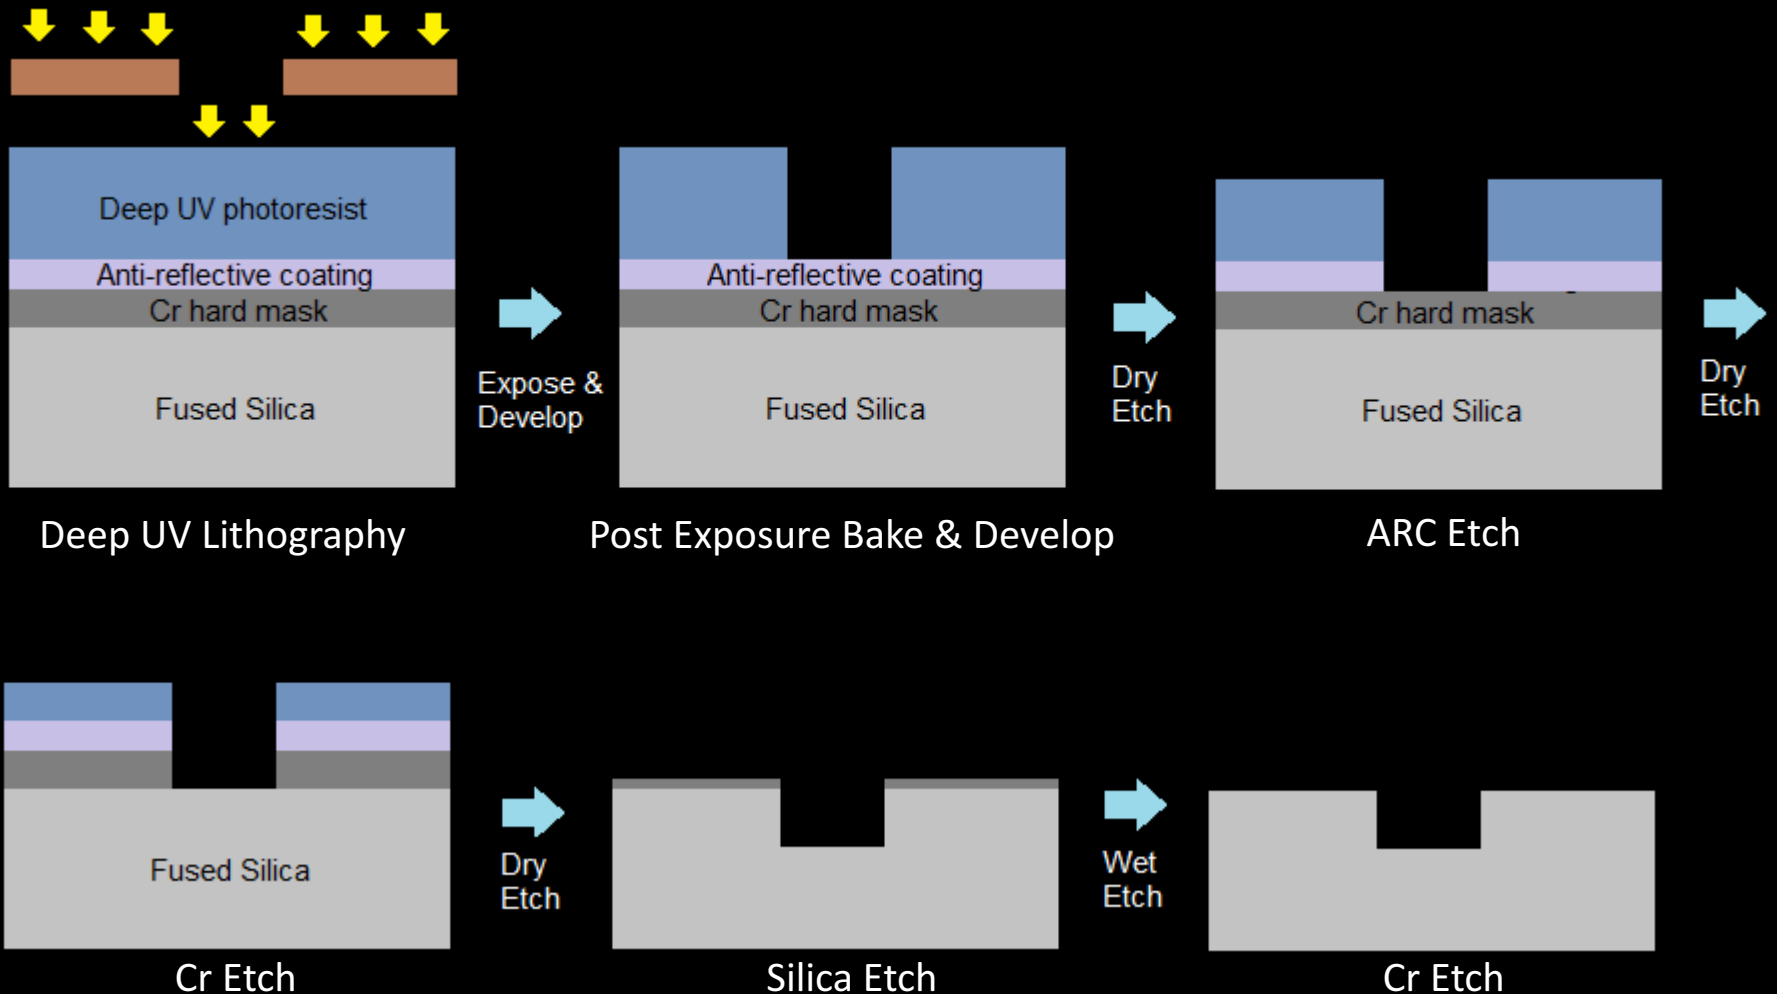 Deep UV photoresist
Anti-reflective coating
Cr hard mask
Fused Silica
Deep UV Lithography
Expose &
Develop
Anti-reflective coating
Cr hard mask
Fused Silica
Post Exposure Bake & Develop
Dry
Etch
Cr hard mask
Fused Silica
ARC Etch
Dry
Etch
Fused Silica
Cr Etch
Dry
Etch
Silica Etch
Wet
Etch
Cr Etch